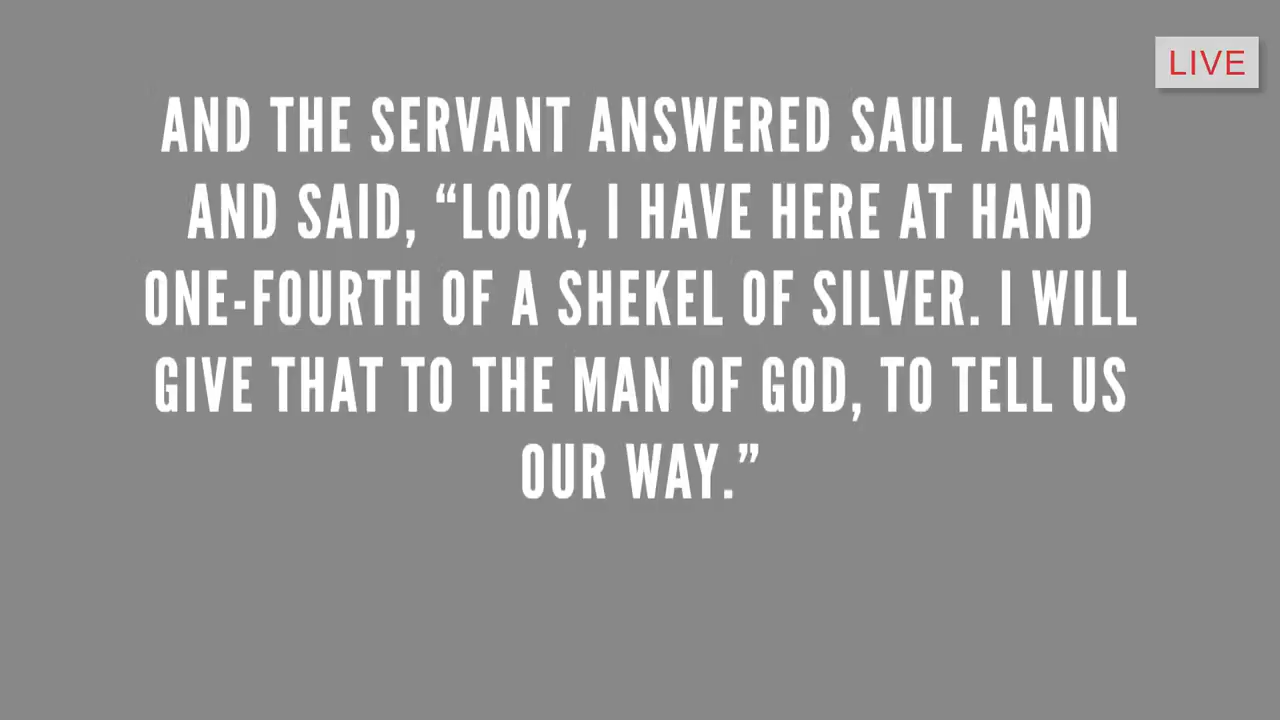 LIVE
AND THE SERVANT ANSWERED SAUL AGAIN
AND SAID, “LOOK, I HAVE HERE AT HAND
ONE-FOURTH OF A SHEKEL OF SILVER. I WILL
GIVE THAT TO THE MAN OF GOD, TO TELL US
OUR WAY.”